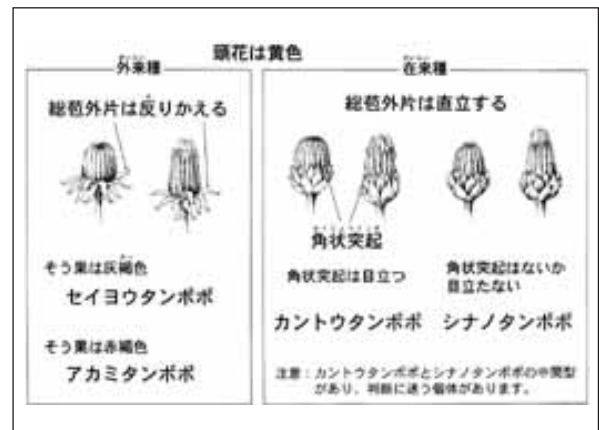 頭花は黄色
外来種
総苞外片は反りかえる
そう果は灰褐色
セイヨウタンポポ
そう果は赤褐色
アカミタンポポ
在来種
総苞外片は直立する
角状突起
角状突起は目立つ
カントウタンポポ
角状突起はないか
目立たない
シナノタンポポ
注意：カントウタンポポとシナノタンポポの中間型
があり、判断に迷う個体があります。